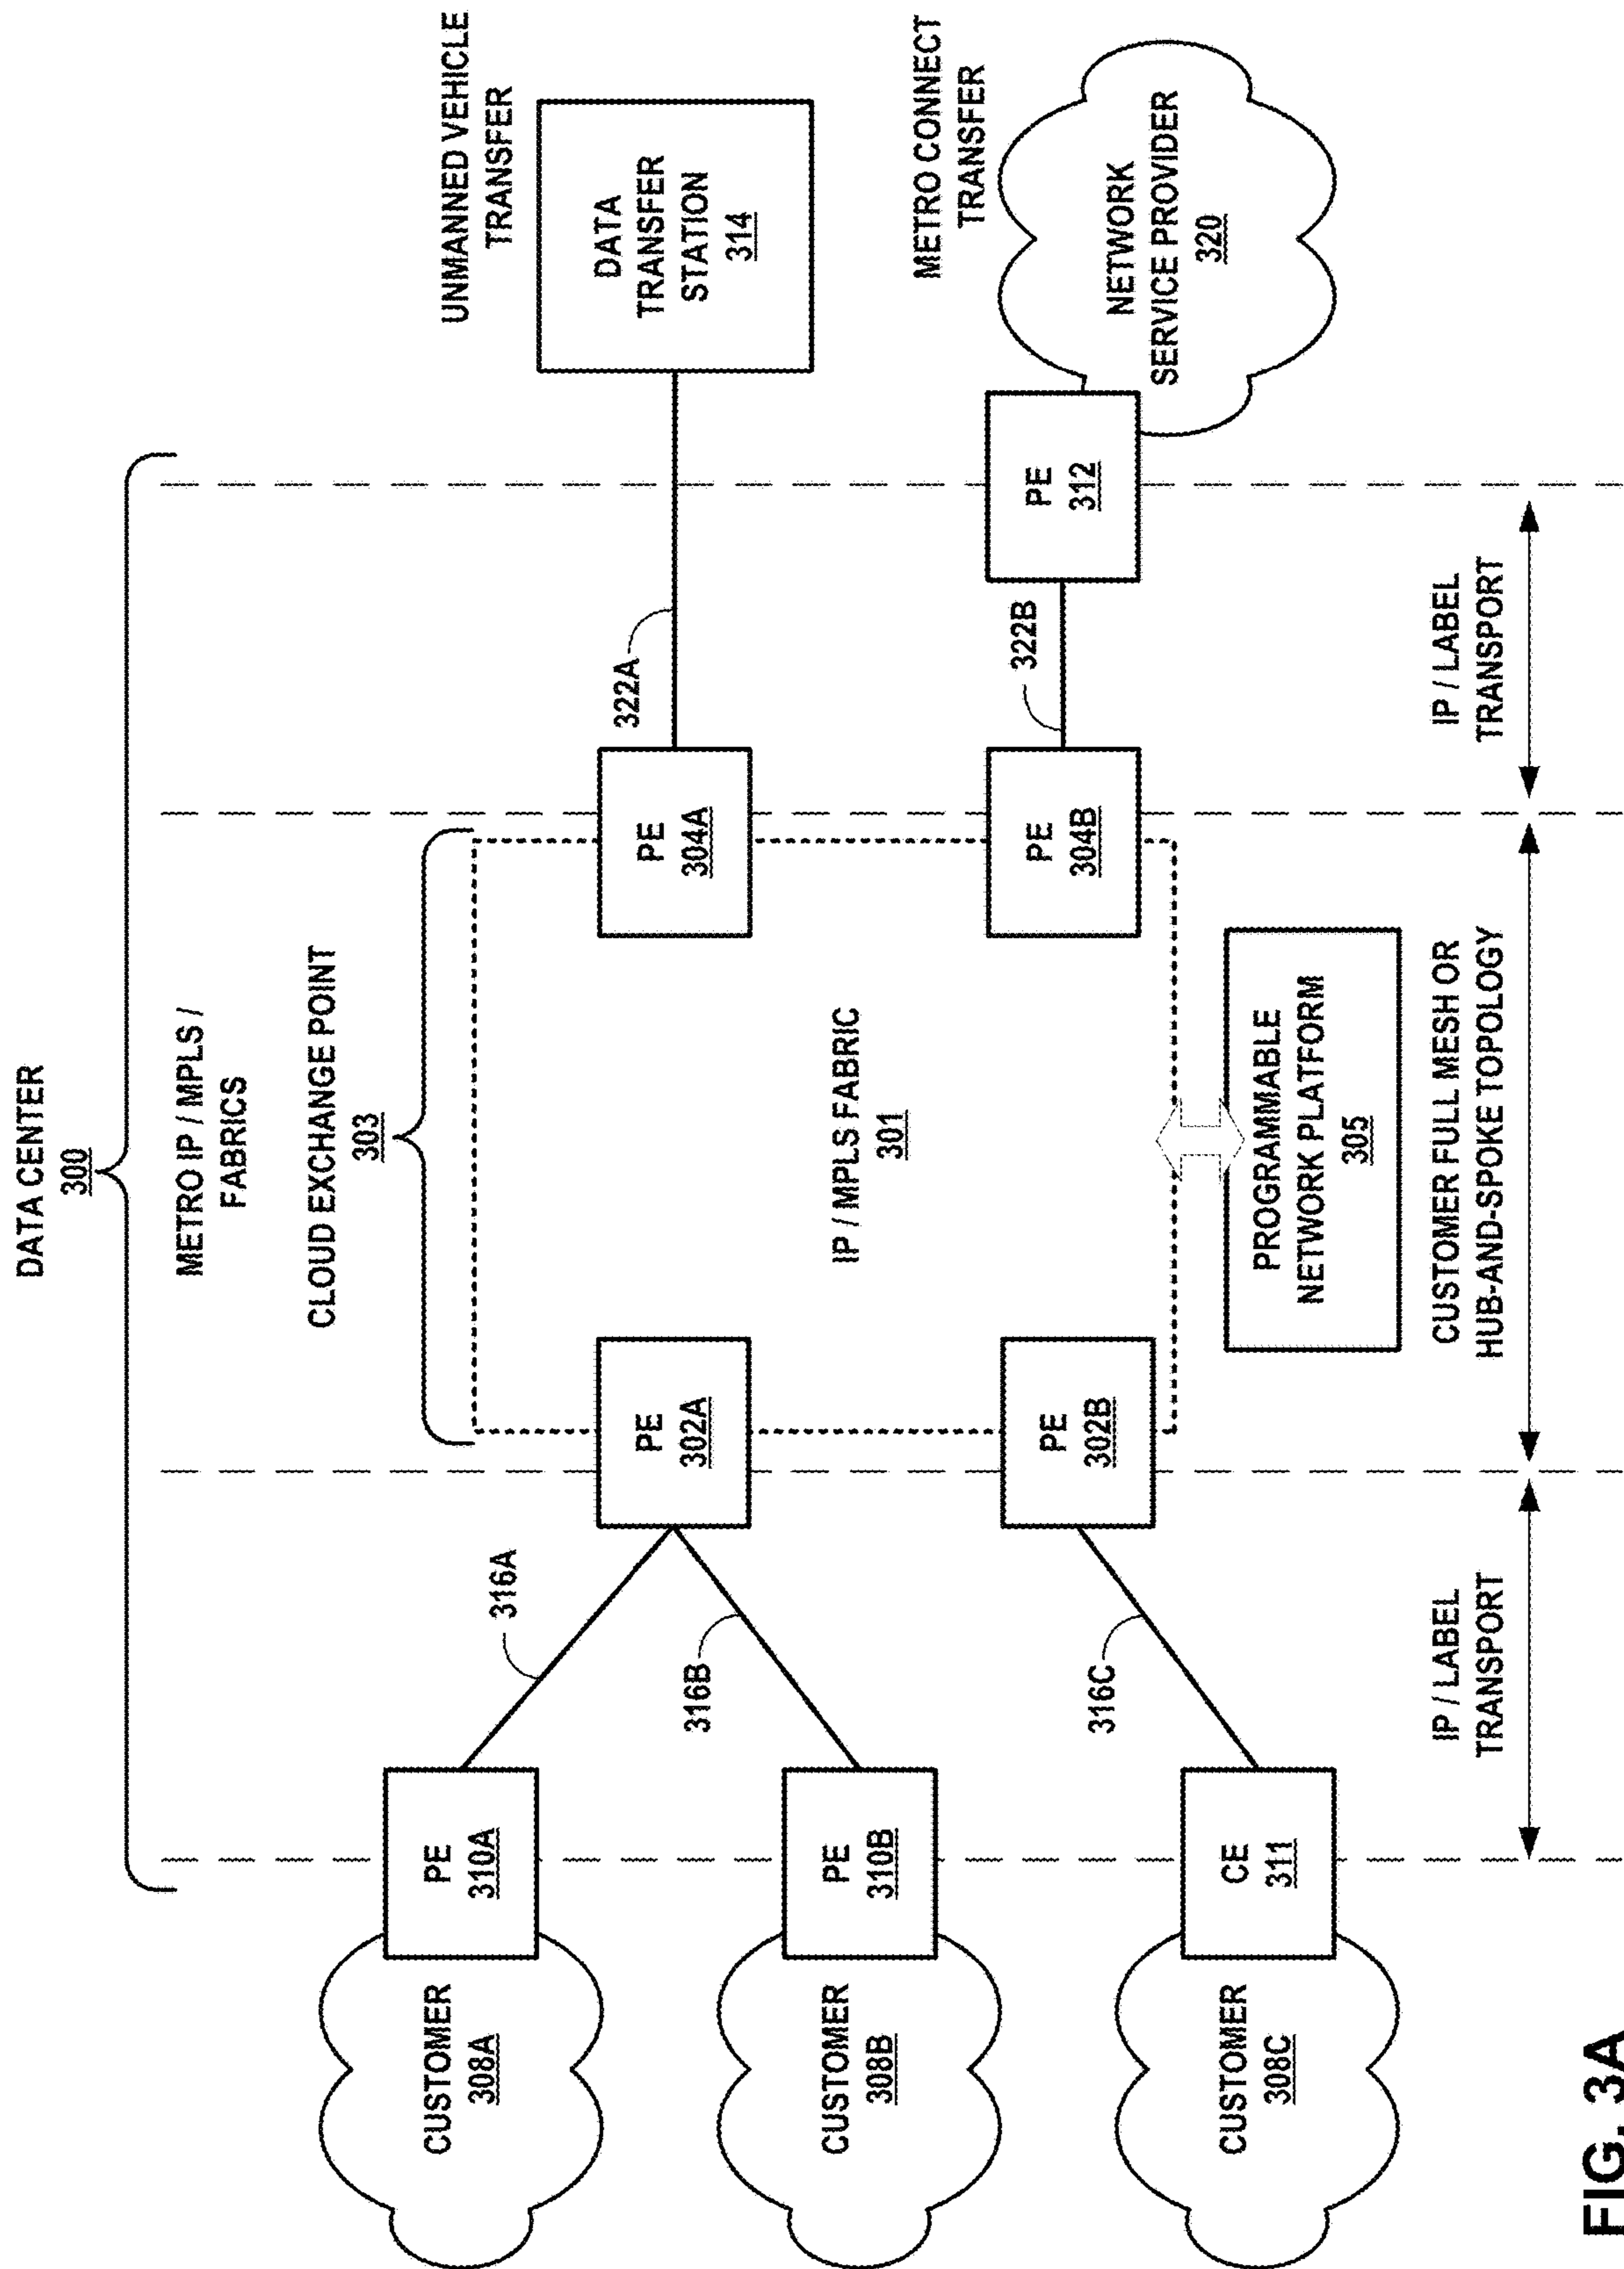 DATA CENTER
300
METRO IP / MPLS /
FABRICS
CLOUD EXCHANGE POINT
303
UNMANNED VEHICLE
TRANSFER
CUSTOMER
308A
PE
310A
316A
PE
302A
PE
304A
322A
DATA
TRANSFER
STATION
314
IP / MPLS FABRIC
301
CUSTOMER
308B
PE
310B
316B
METRO CONNECT
TRANSFER
CUSTOMER
308C
CE
311
316C
PE
302B
PE
304B
322B
PE
312
NETWORK
SERVICE PROVIDER
320
PROGRAMMABLE
NETWORK PLATFORM
305
IP / LABEL
TRANSPORT
CUSTOMER FULL MESH OR
HUB-AND-SPOKE TOPOLOGY
IP / LABEL
TRANSPORT
FIG. 3A